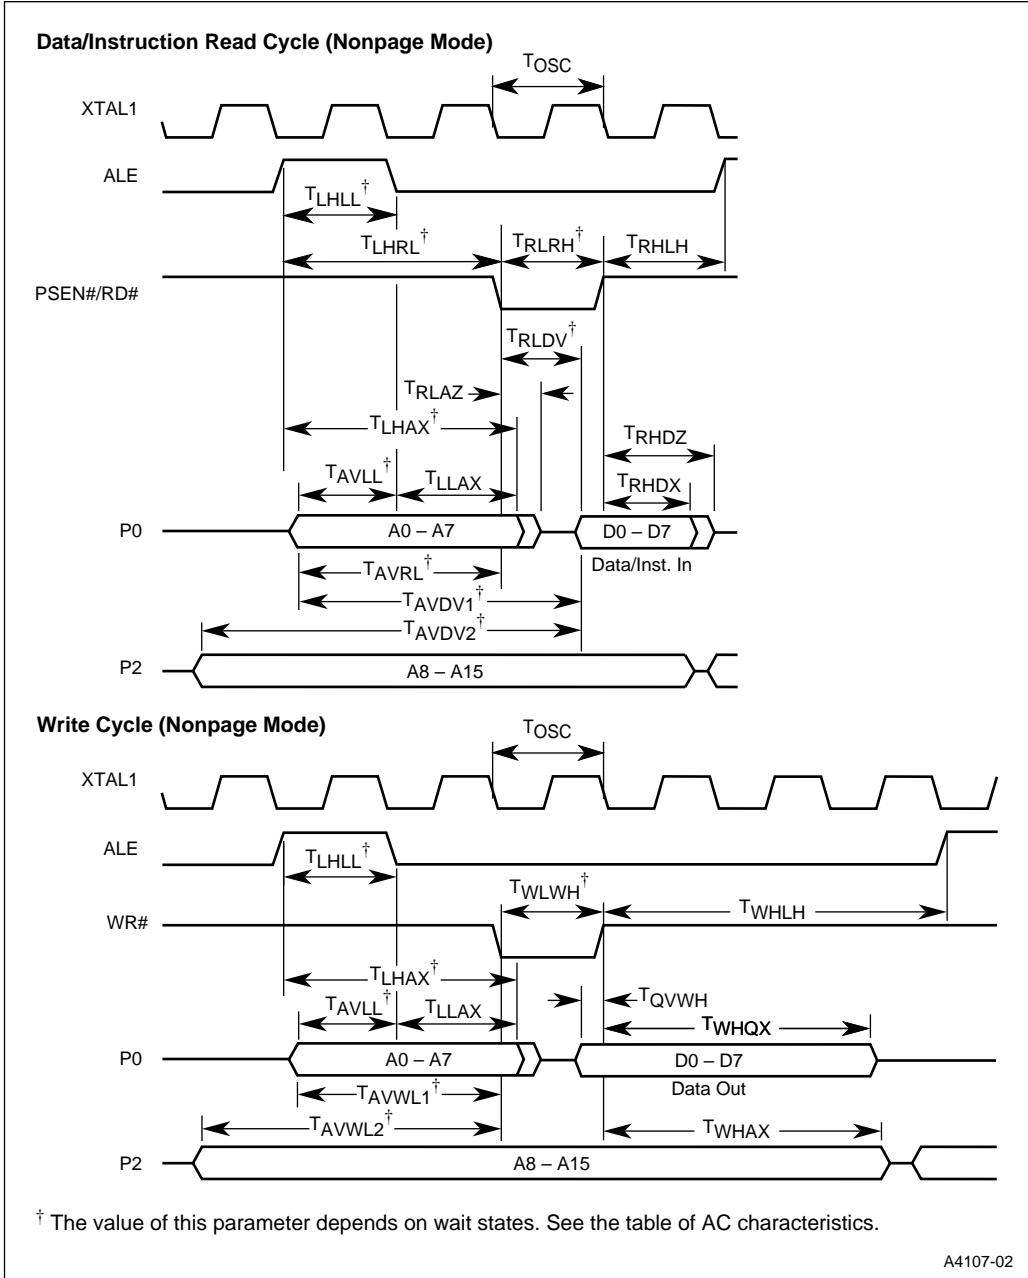 Data/Instruction Read Cycle (Nonpage Mode)
TOSC
XTAL1
ALE
TLHLL†
TLHRL† TRLRH† TRHLH
PSEN#/RD#
TRLDV†
TRLAZ
TLHAX†
TRHDZ
TAVLL† TLLAX
TRHDX
P0 A0 – A7 D0 – D7
Data/Inst. In
TAVRL†
TAVDV1†
TAVDV2†
P2 A8 – A15
Write Cycle (Nonpage Mode)
TOSC
XTAL1
ALE
TLHLL†
TWLWH†
TWHLH
WR#
TLHAX†
TAVLL† TLLAX
TQVWH
TWHQX
P0 A0 – A7 D0 – D7
Data Out
TAVWL1†
TAVWL2† TWHAX
P2 A8 – A15
† The value of this parameter depends on wait states. See the table of AC characteristics.
A4107-02